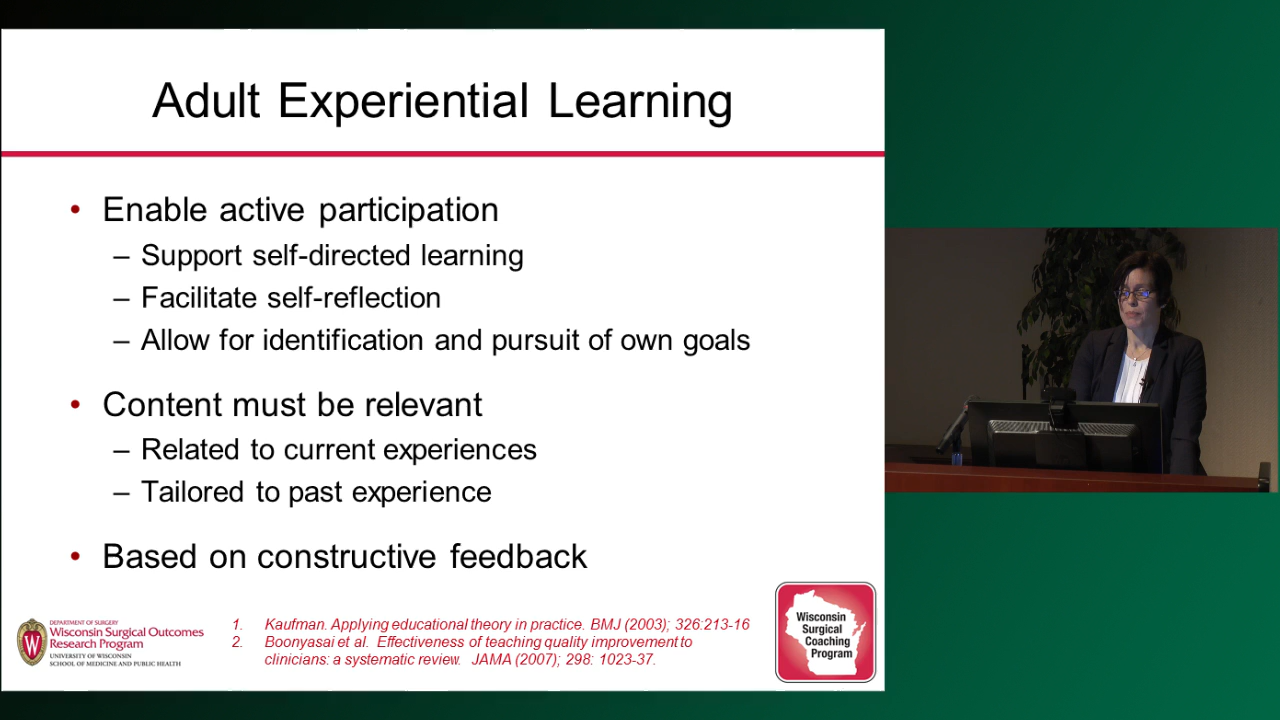 Adult Experiential Learning
• Enable active participation
– Support self-directed learning
– Facilitate self-reflection
– Allow for identification and pursuit of own goals
• Content must be relevant
– Related to current experiences
– Tailored to past experience
• Based on constructive feedback
W
DEPARTMENT OF SURGERY
Wisconsin Surgical Outcomes
Research Program
UNIVERSITY OF WISCONSIN
SCHOOL OF MEDICINE AND PUBLIC HEALTH
1. Kaufman. Applying educational theory in practice. BMJ (2003); 326:213-16
2. Boonyasai et al. Effectiveness of teaching quality improvement to
clinicians: a systematic review. JAMA (2007); 298: 1023-37.
Wisconsin
Surgical
Coaching
Program